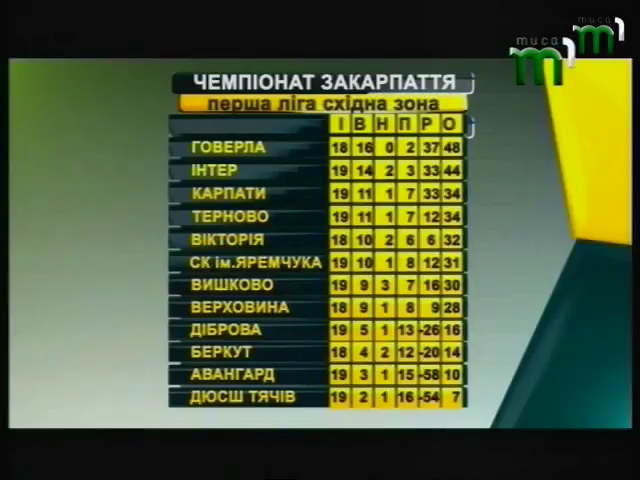 тиса
тиса
ЧЕМПІОНАТ ЗАКАРПАТТЯ
перша ліга східна зона
І В Н П Р О
ГОВЕРЛА 18 16 0 2 37 48
ІНТЕР 19 14 2 3 33 44
КАРПАТИ 19 11 1 7 33 34
ТЕРНОВО 19 11 1 7 12 34
ВІКТОРІЯ 18 10 2 6 6 32
СК ім.ЯРЕМЧУКА 19 10 1 8 12 31
ВИШКОВО 19 9 3 7 16 30
ВЕРХОВИНА 18 9 1 8 9 28
ДІБРОВА 19 5 1 13 -26 16
БЕРКУТ 18 4 2 12 -20 14
АВАНГАРД 19 3 1 15 -58 10
ДЮСШ ТЯЧІВ 19 2 1 16 -54 7